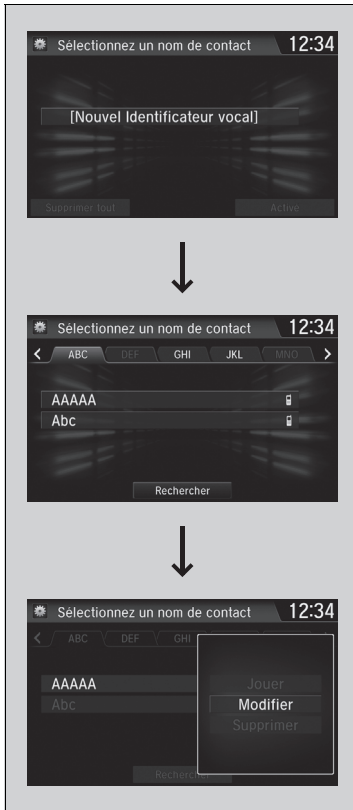 Sélectionnez un nom de contact 12:34
[Nouvel Identificateur vocal]
Supprimer tout Activé
Sélectionnez un nom de contact 12:34
< ABC DEF GHI JKL MNO >
AAAAA
Abc
Rechercher
Sélectionnez un nom de contact 12:34
< ABC DEF GHI
AAAAA
Abc
Jouer
Modifier
Supprimer
Rechercher